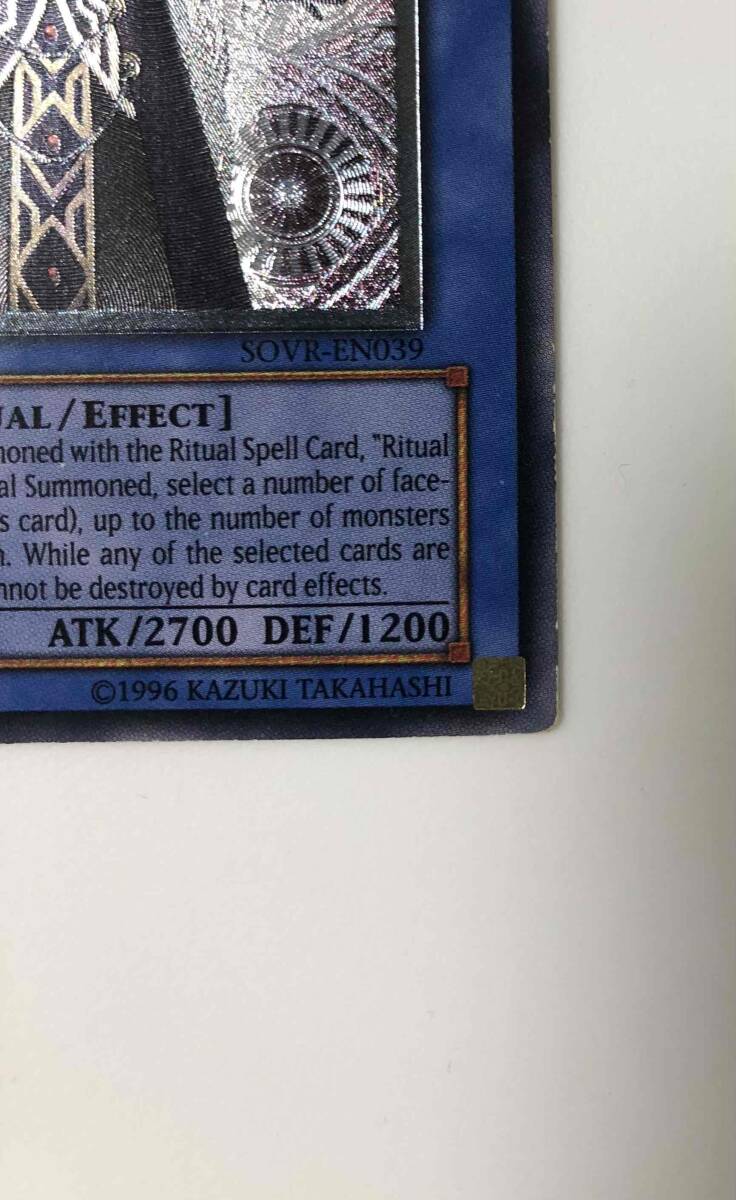 SOVR-EN039
UAL/EFFECT]
moned with the Ritual Spell Card, "Ritual
al Summoned, select a number of face-
s card), up to the number of monsters
n. While any of the selected cards are
nnot be destroyed by card effects.
ATK/2700 DEF/1200
©1996 KAZUKI TAKAHASHI